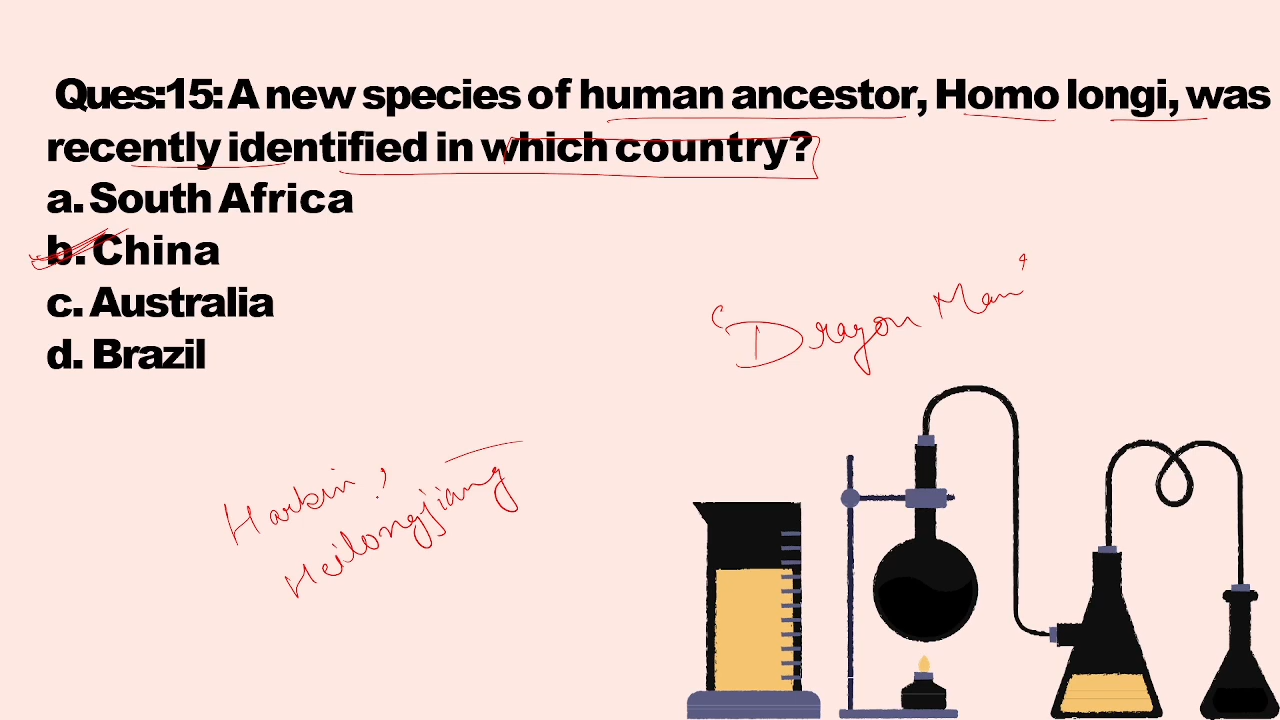 Ques:15: A new species of human ancestor, Homo longi, was
recently identified in which country?
a. South Africa
b. China
c. Australia
d. Brazil
'Dragon Man'
Harbin,
Heilongjiang